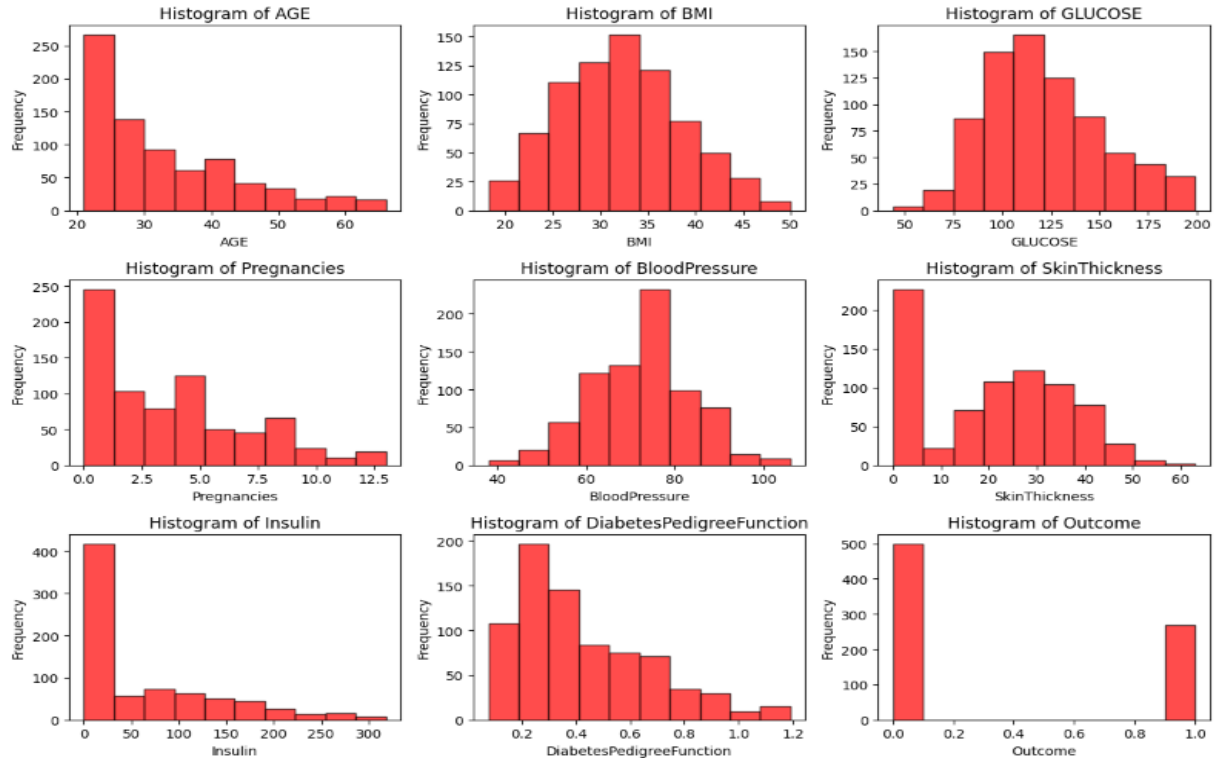 Histogram of AGE
Frequency
250
200
150
100
50
0
20 30 40 50 60
AGE
Histogram of BMI
Frequency
150
125
100
75
50
25
0
20 25 30 35 40 45 50
BMI
Histogram of GLUCOSE
Frequency
175
150
125
100
75
50
25
0
50 75 100 125 150 175 200
GLUCOSE
Histogram of Pregnancies
Frequency
250
200
150
100
50
0
0.0 2.5 5.0 7.5 10.0 12.5
Pregnancies
Histogram of BloodPressure
Frequency
200
150
100
50
0
40 60 80 100
BloodPressure
Histogram of SkinThickness
Frequency
200
150
100
50
0
0 10 20 30 40 50 60
SkinThickness
Histogram of Insulin
Frequency
400
300
200
100
0
0 50 100 150 200 250 300
Insulin
Histogram of DiabetesPedigreeFunction
Frequency
200
150
100
50
0
0.2 0.4 0.6 0.8 1.0 1.2
DiabetesPedigreeFunction
Histogram of Outcome
Frequency
500
400
300
200
100
0
0.0 0.2 0.4 0.6 0.8 1.0
Outcome